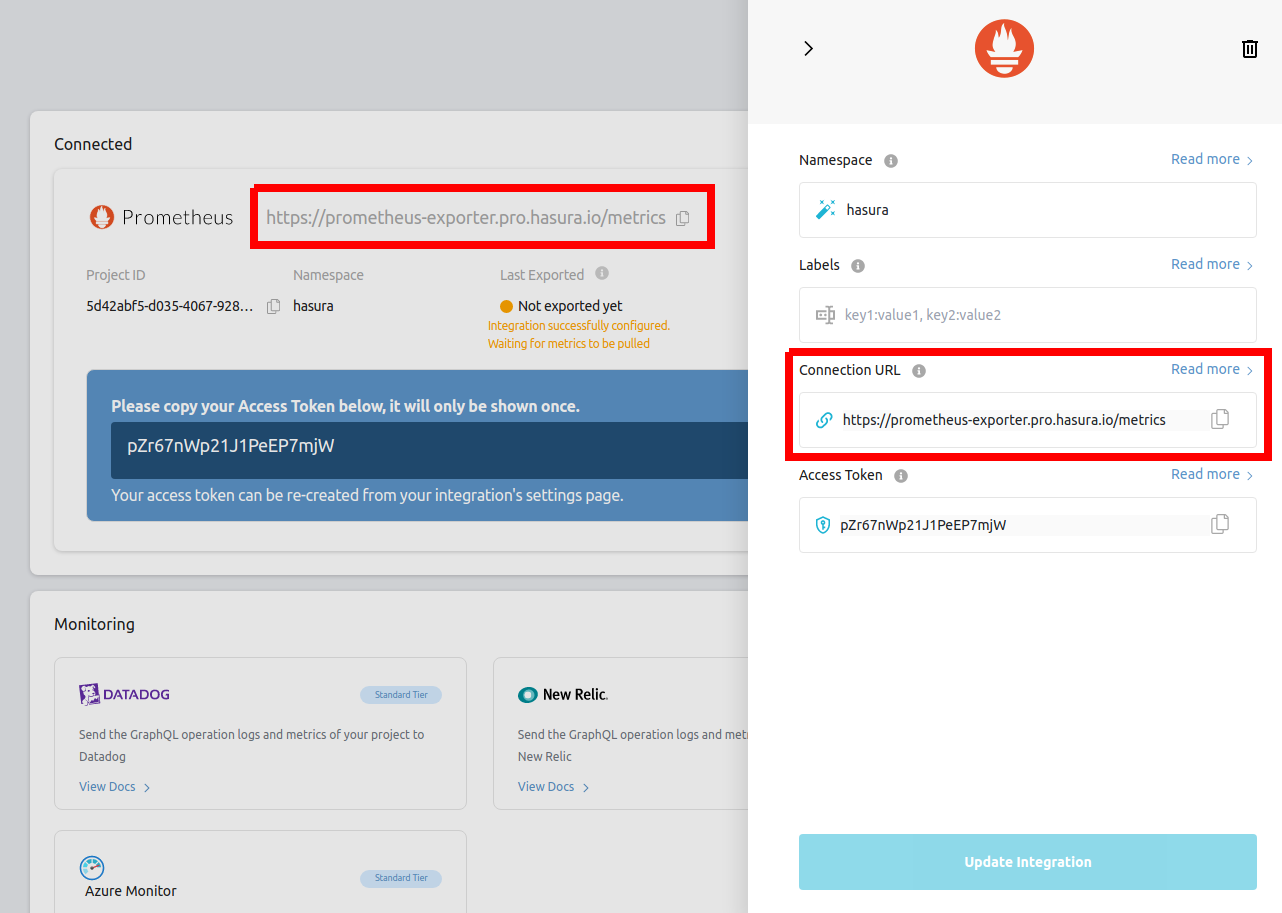 Connected
Prometheus https://prometheus-exporter.pro.hasura.io/metrics
Project ID Namespace Last Exported
5d42abf5-d035-4067-928... hasura Not exported yet
Integration successfully configured.
Waiting for metrics to be pulled
Please copy your Access Token below, it will only be shown once.
pZr67nWp21J1PeEP7mjW
Your access token can be re-created from your integration's settings page.
Monitoring
DATADOG Standard Tier
Send the GraphQL operation logs and metrics of your project to
Datadog
View Docs
New Relic.
Send the GraphQL operation logs and met
New Relic
View Docs
Azure Monitor Standard Tier
Namespace Read more
hasura
Labels Read more
key1:value1, key2:value2
Connection URL Read more
https://prometheus-exporter.pro.hasura.io/metrics
Access Token Read more
pZr67nWp21J1PeEP7mjW
Update Integration